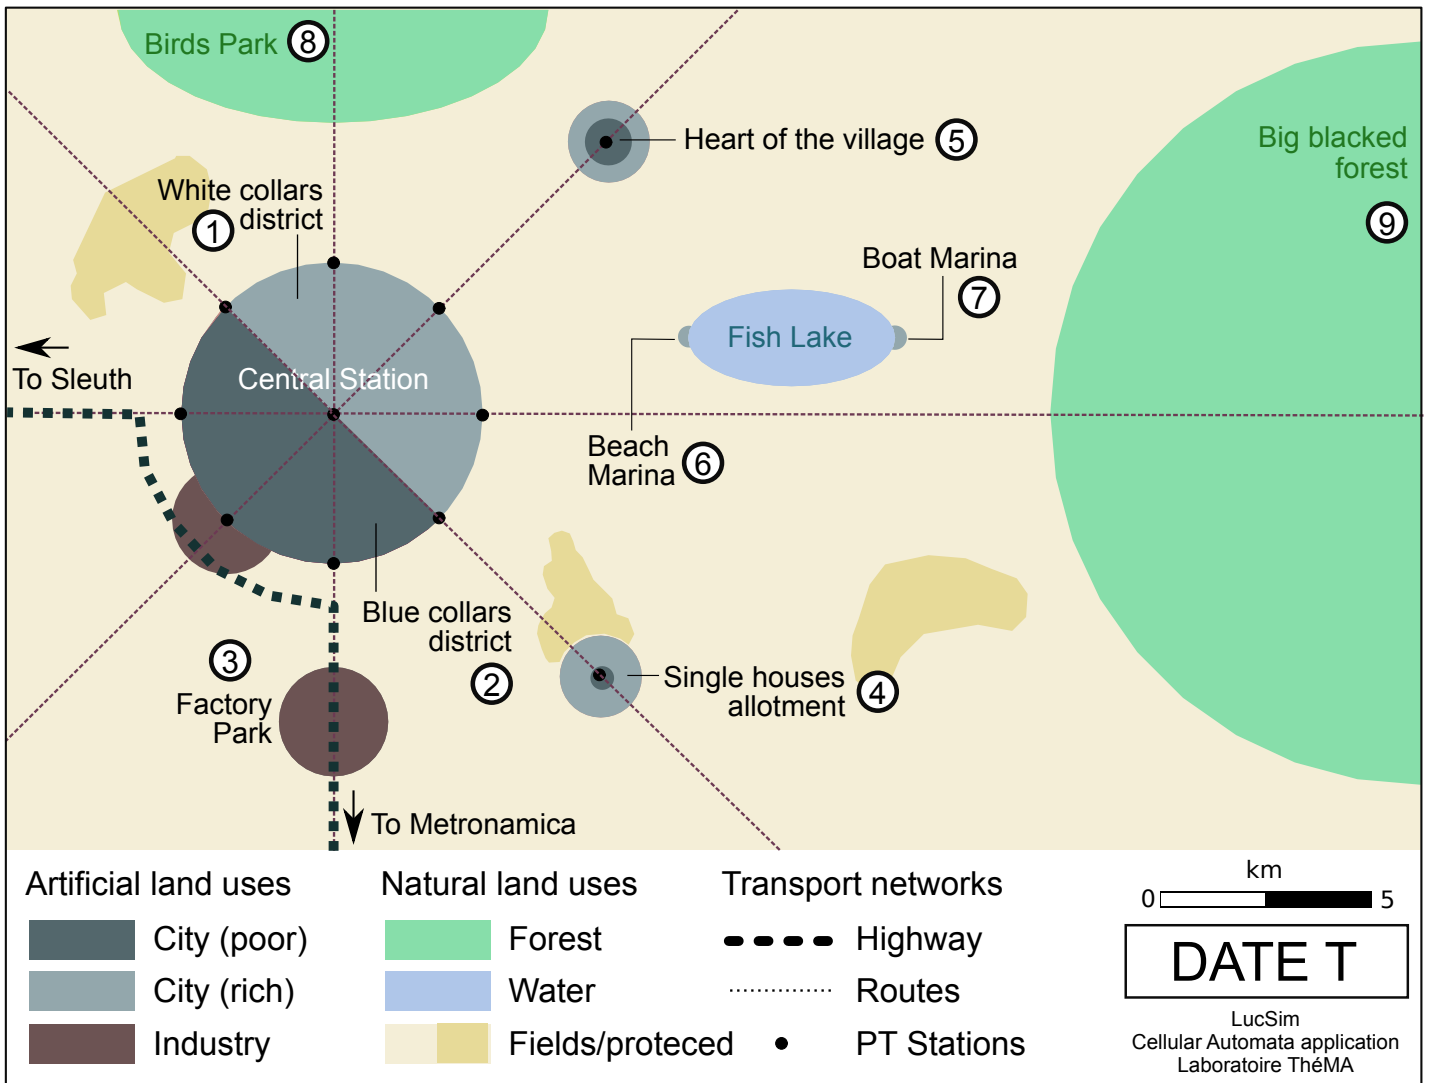 Birds Park 8
Heart of the village 5
Big blacked
forest
9
White collars
district
1
Boat Marina
7
Fish Lake
To Sleuth
Central Station
Beach
Marina 6
Blue collars
district
2
3
Factory
Park
Single houses
allotment 4
To Metronamica
Artificial land uses
City (poor)
City (rich)
Industry
Natural land uses
Forest
Water
Fields/proteced
Transport networks
Highway
Routes
PT Stations
km
0 5
DATE T
LucSim
Cellular Automata application
Laboratoire ThéMA